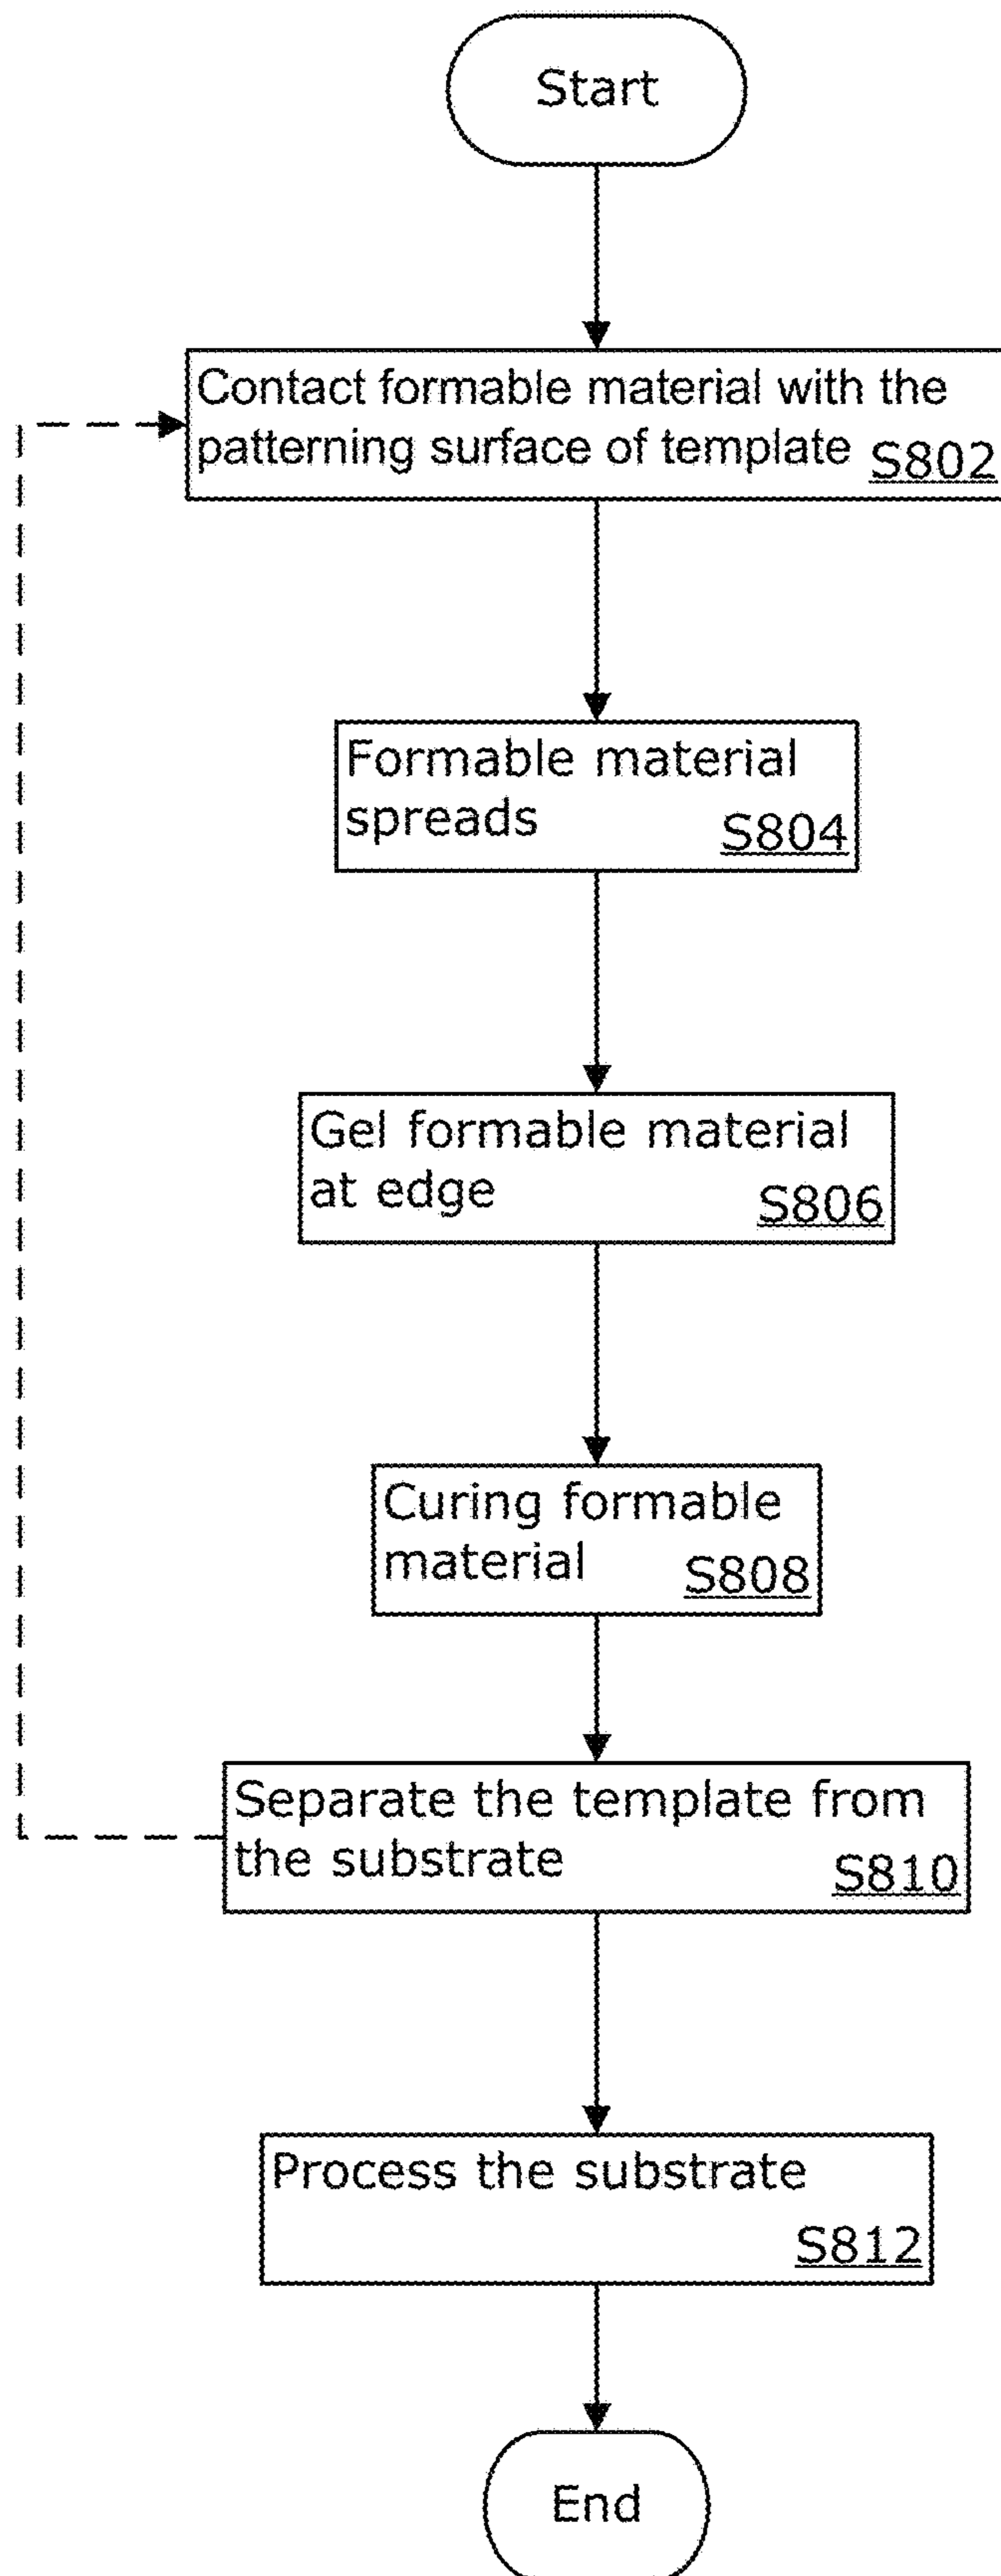 Start
Contact formable material with the
patterning surface of template S802
Formable material
spreads S804
Gel formable material
at edge S806
Curing formable
material S808
Separate the template from
the substrate S810
Process the substrate
S812
End